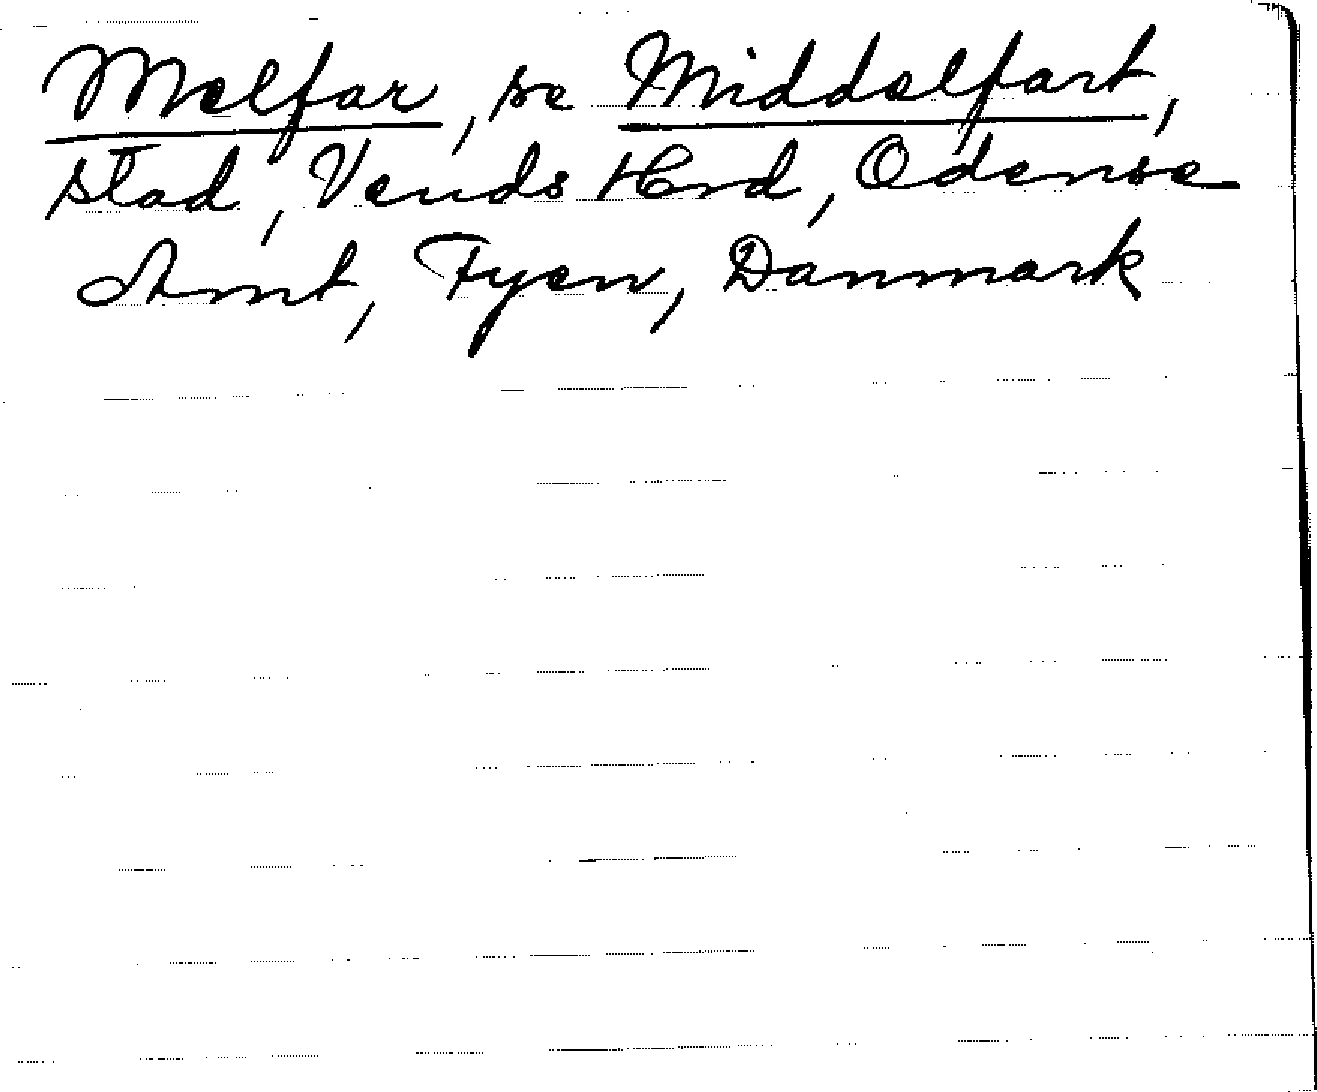 Melfar, se Middelfart,
stad, Vends Hrd, Odense
Amt, Fyen, Danmark